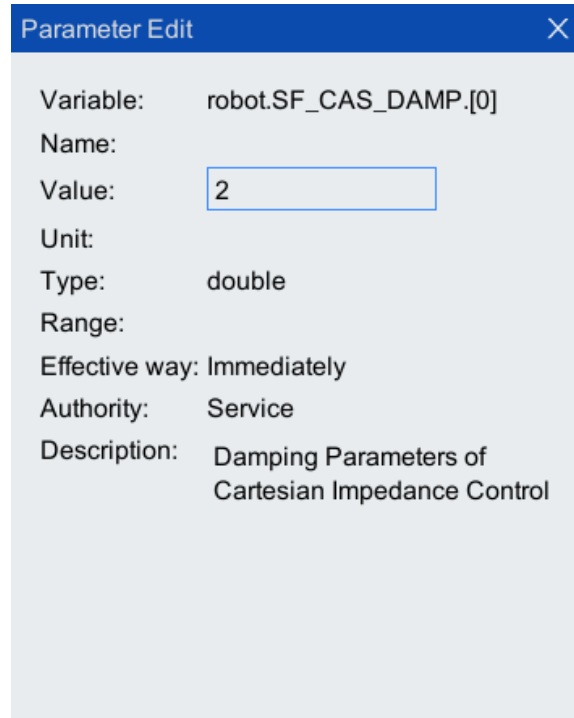 Parameter Edit
Variable: robot.SF_CAS_DAMP.[0]
Name:
Value: 2
Unit:
Type: double
Range:
Effective way: Immediately
Authority: Service
Description: Damping Parameters of
Cartesian Impedance Control